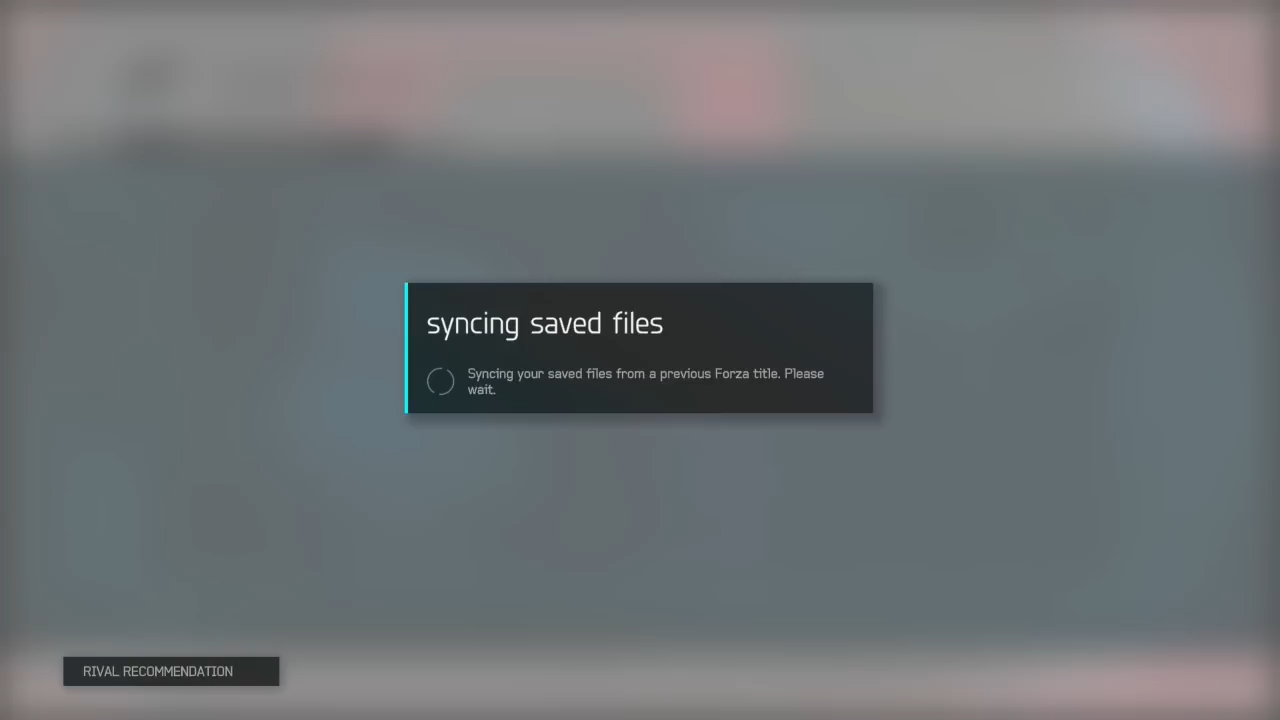 syncing saved files
Syncing your saved files from a previous Forza title. Please
wait.
RIVAL RECOMMENDATION